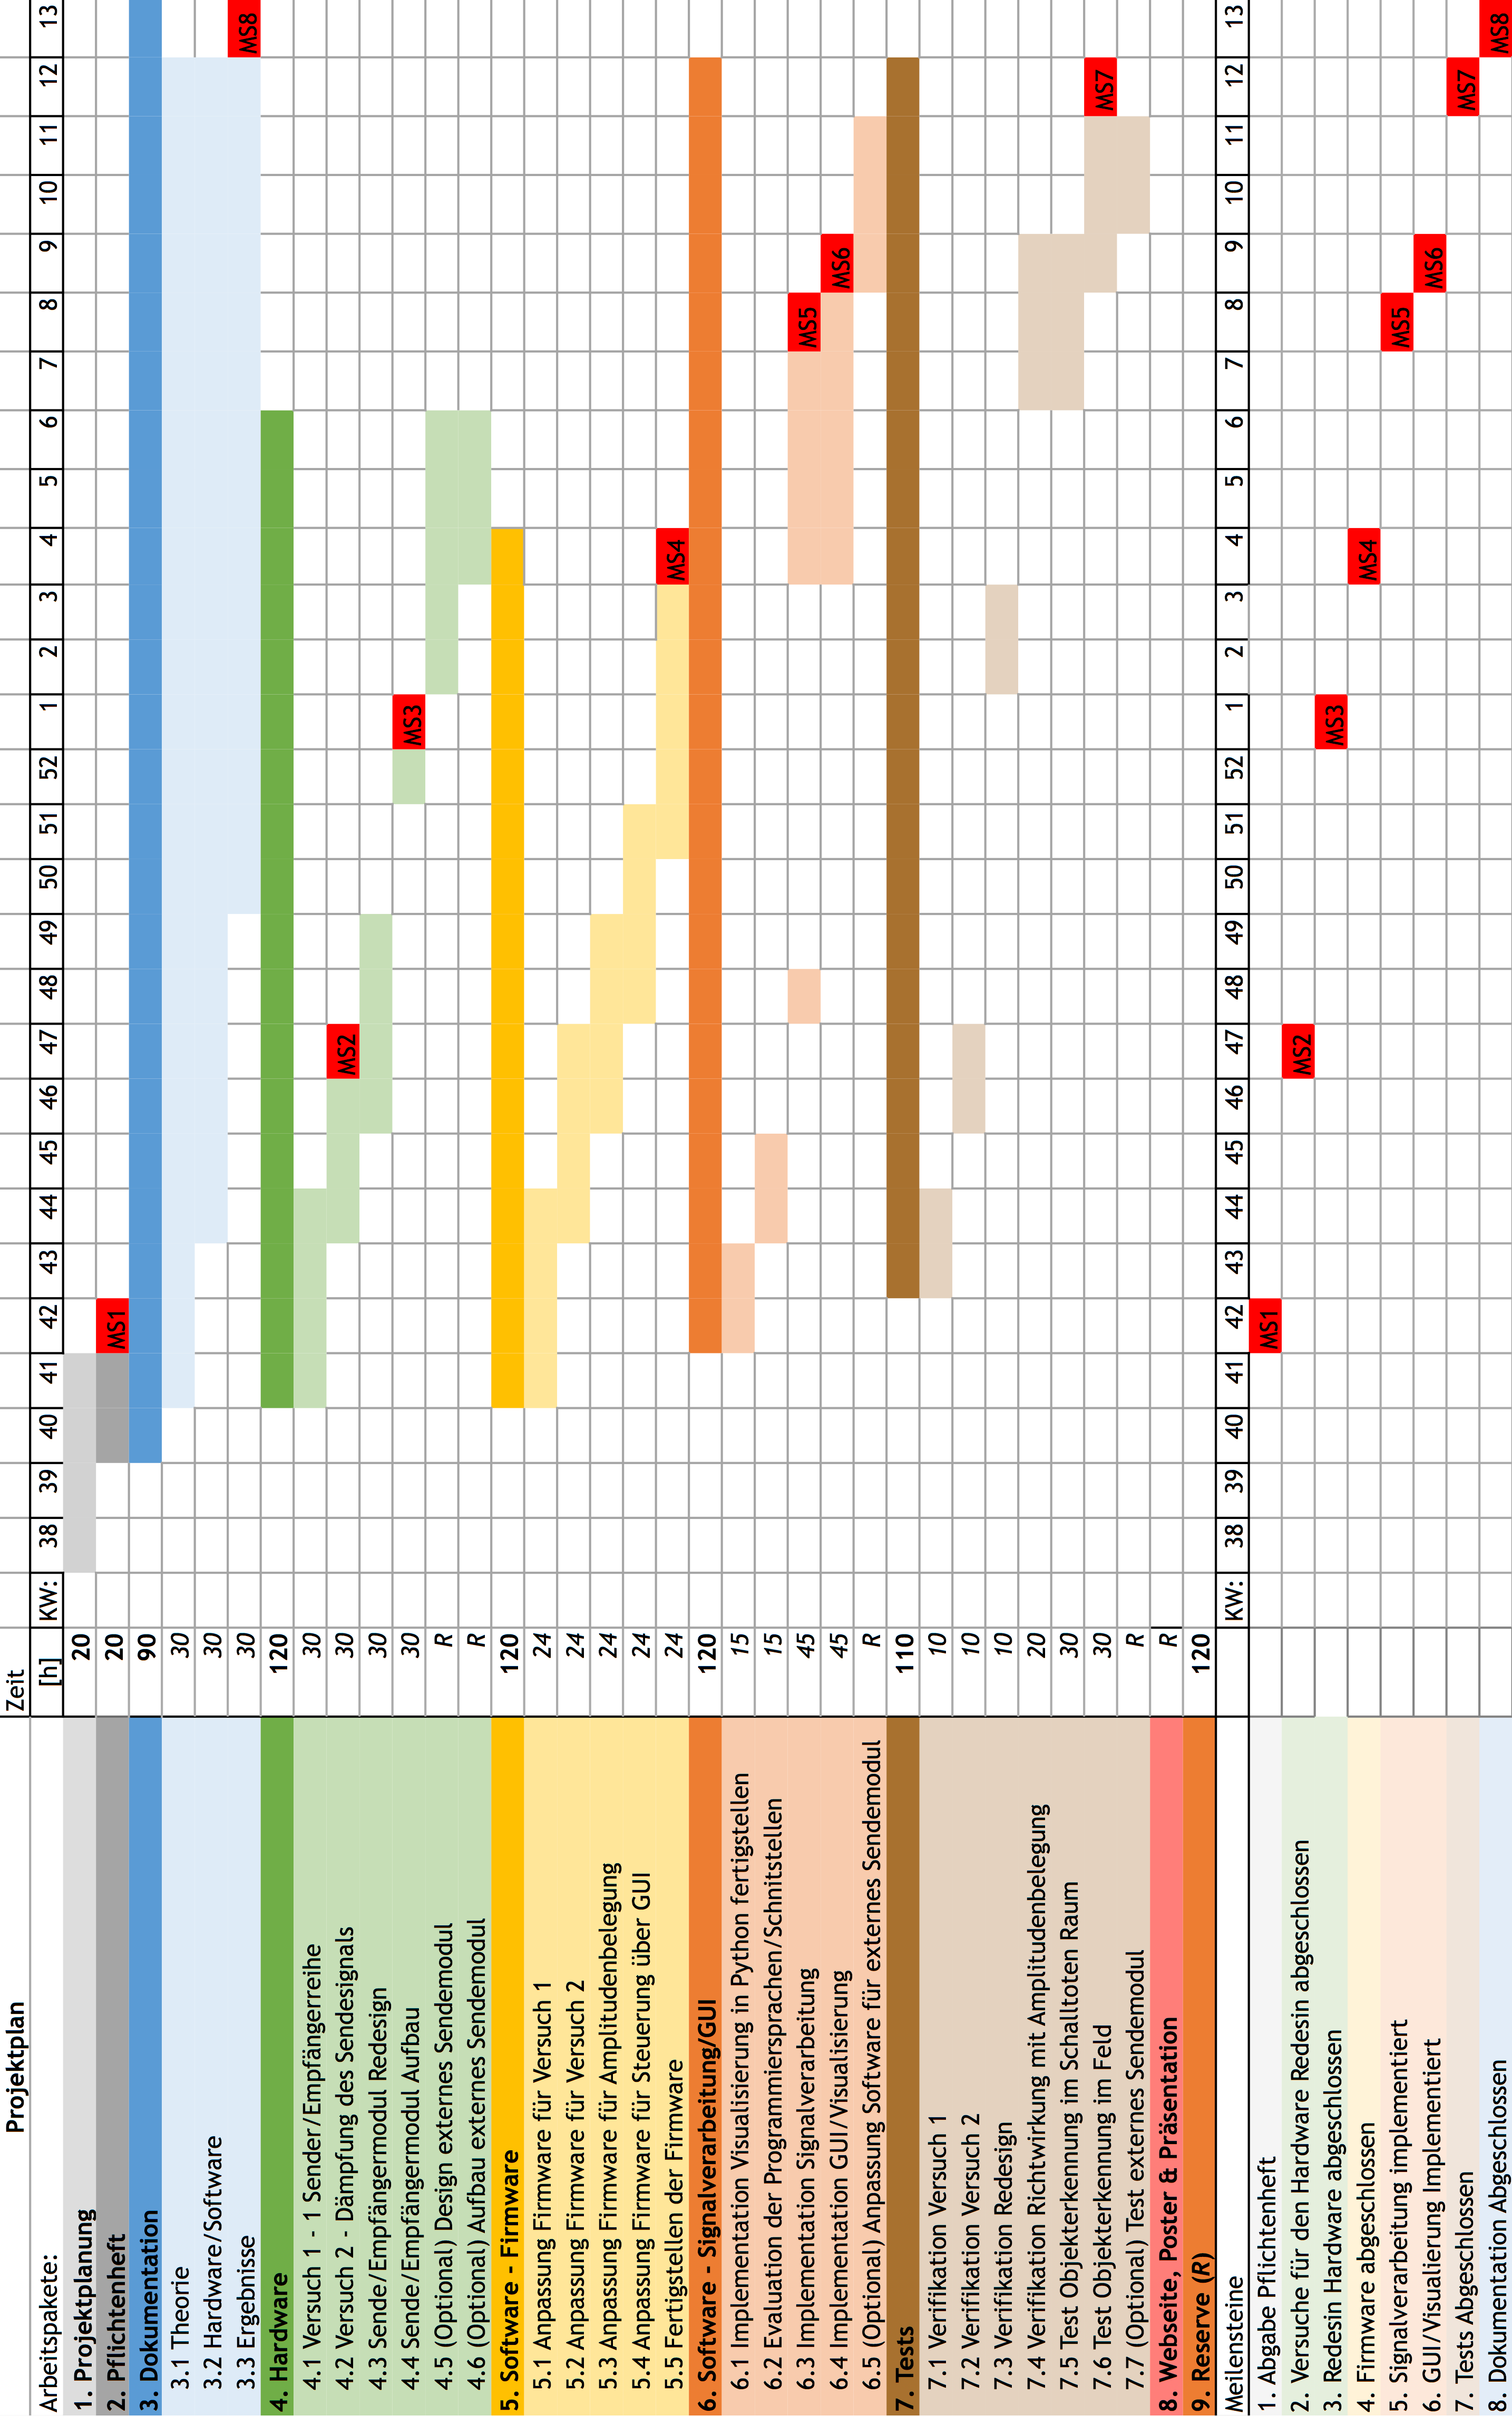 Projektplan
Zeit
Arbeitspakete: [h] KW: 38 39 40 41 42 43 44 45 46 47 48 49 50 51 52 1 2 3 4 5 6 7 8 9 10 11 12 13
1. Projektplanung 20
2. Pflichtenheft 20 MS1
3. Dokumentation 90
3.1 Theorie 30
3.2 Hardware/Software 30
3.3 Ergebnisse 30 MS8
4. Hardware 120
4.1 Versuch 1 - 1 Sender/Empfängerreihe 30
4.2 Versuch 2 - Dämpfung des Sendesignals 30 MS2
4.3 Sende/Empfängermodul Redesign 30
4.4 Sende/Empfängermodul Aufbau 30 MS3
4.5 (Optional) Design externes Sendemodul R
4.6 (Optional) Aufbau externes Sendemodul R
5. Software - Firmware 120
5.1 Anpassung Firmware für Versuch 1 24
5.2 Anpassung Firmware für Versuch 2 24
5.3 Anpassung Firmware für Amplitudenbelegung 24
5.4 Anpassung Firmware für Steuerung über GUI 24
5.5 Fertigstellen der Firmware 24 MS4
6. Software - Signalverarbeitung/GUI 120
6.1 Implementation Visualisierung in Python fertigstellen 15
6.2 Evaluation der Programmiersprachen/Schnitstellen 15
6.3 Implementation Signalverarbeitung 45 MS5
6.4 Implementation GUI/Visualisierung 45 MS6
6.5 (Optional) Anpassung Software für externes Sendemodul R
7. Tests 110
7.1 Verifikation Versuch 1 10
7.2 Verifikation Versuch 2 10
7.3 Verifikation Redesign 10
7.4 Verifikation Richtwirkung mit Amplitudenbelegung 20
7.5 Test Objekterkennung im Schalltoten Raum 30
7.6 Test Objekterkennung im Feld 30 MS7
7.7 (Optional) Test externes Sendemodul R
8. Webseite, Poster & Präsentation R
9. Reserve (R) 120
Meilensteine KW: 38 39 40 41 42 43 44 45 46 47 48 49 50 51 52 1 2 3 4 5 6 7 8 9 10 11 12 13
1. Abgabe Pflichtenheft MS1
2. Versuche für den Hardware Redesin abgeschlossen MS2
3. Redesin Hardware abgeschlossen MS3
4. Firmware abgeschlossen MS4
5. Signalverarbeitung implementiert MS5
6. GUI/Visualierung Implementiert MS6
7. Tests Abgeschlossen MS7
8. Dokumentation Abgeschlossen MS8